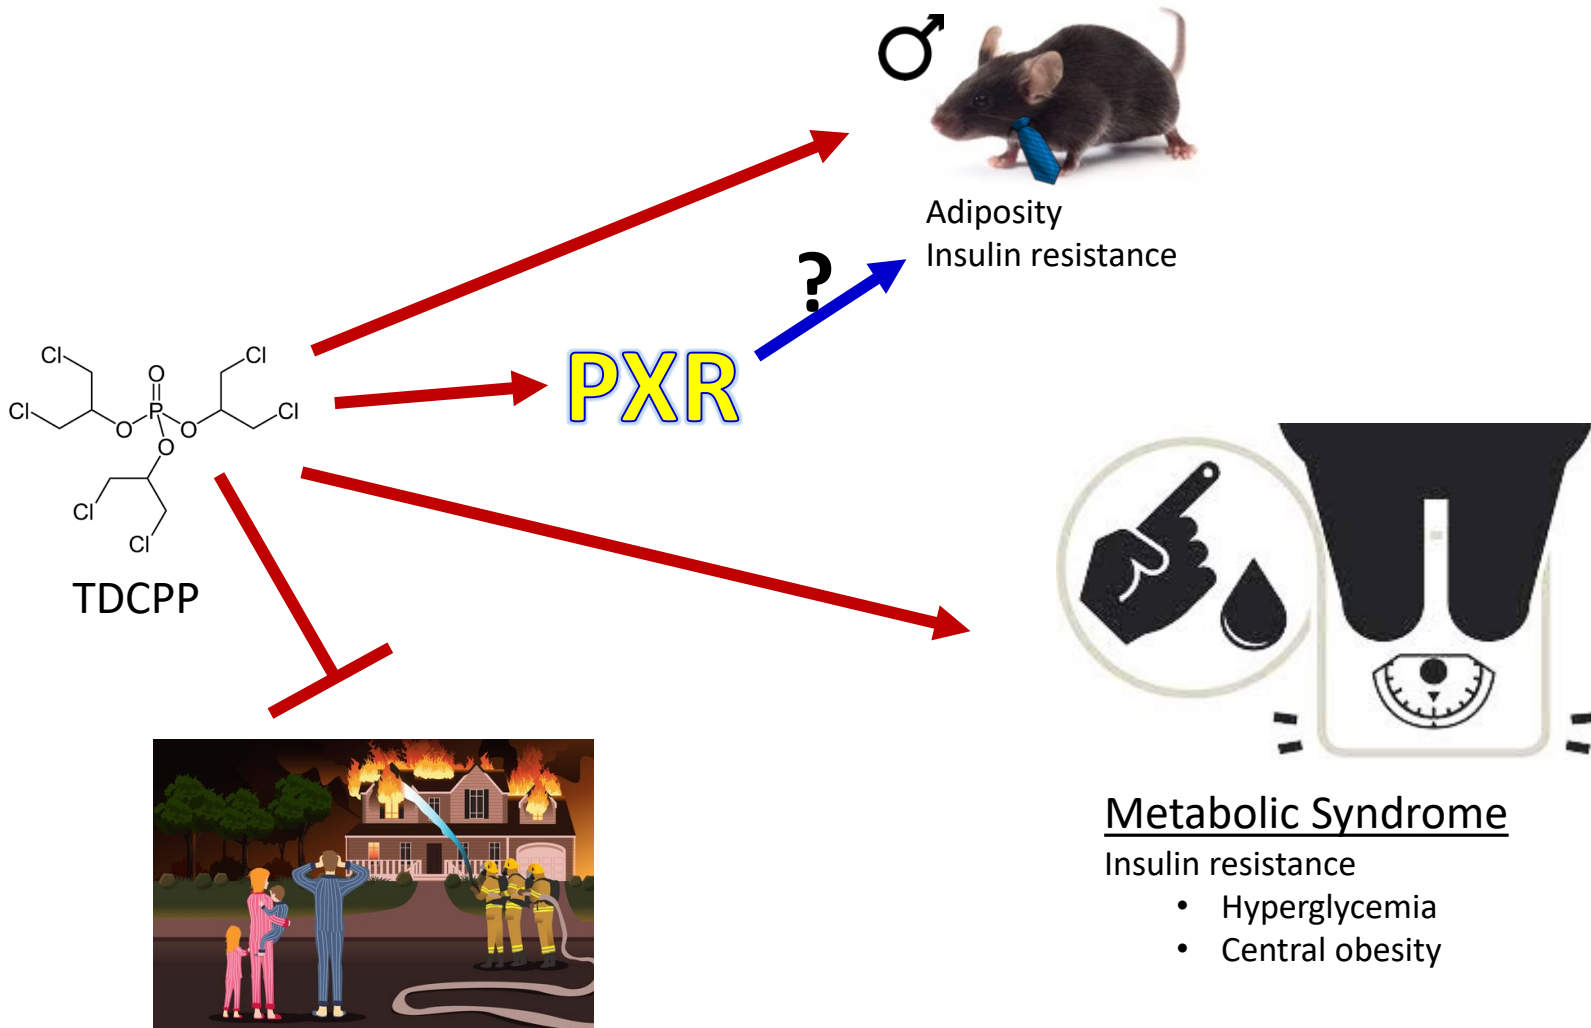 Adiposity
Insulin resistance
?
PXR
Cl
Cl
Cl
Cl
O
O
P
O
O
Cl
Cl
TDCPP
Metabolic Syndrome
Insulin resistance
• Hyperglycemia
• Central obesity